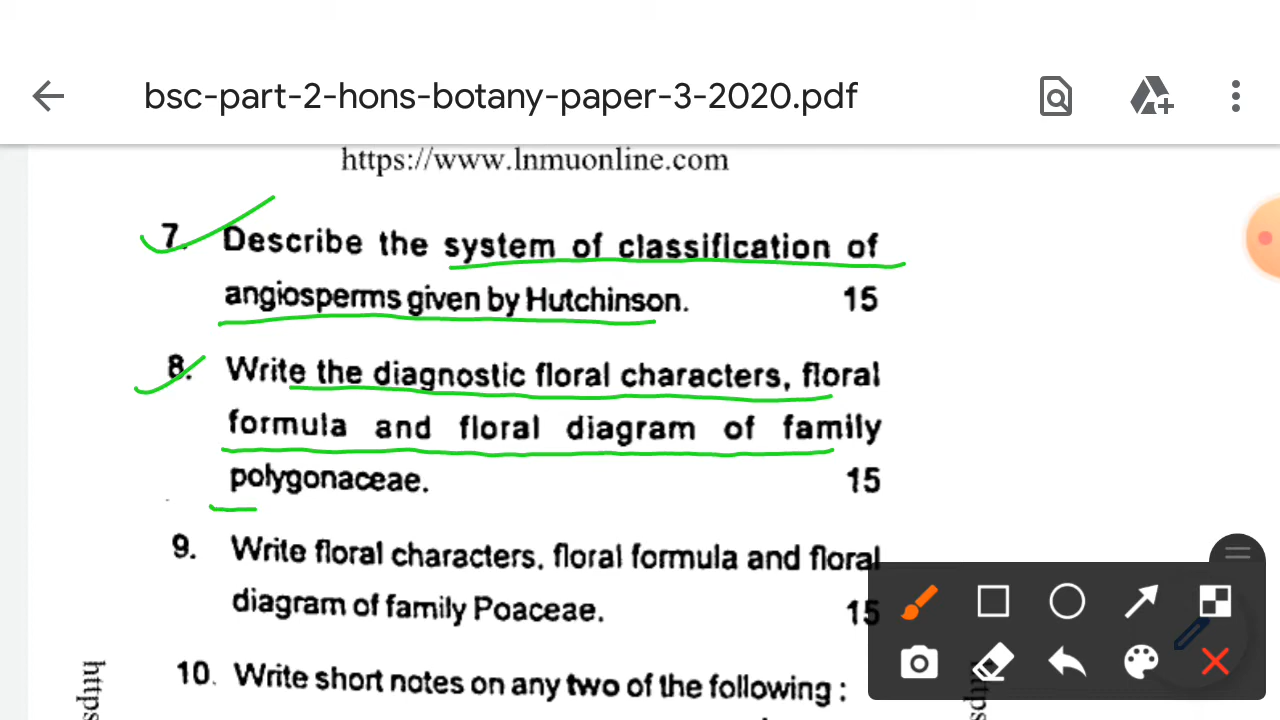 bsc-part-2-hons-botany-paper-3-2020.pdf
https://www.lnmuonline.com
7. Describe the system of classification of
angiosperms given by Hutchinson. 15
8. Write the diagnostic floral characters, floral
formula and floral diagram of family
polygonaceae. 15
9. Write floral characters, floral formula and floral
diagram of family Poaceae. 15
10. Write short notes on any two of the following :
https